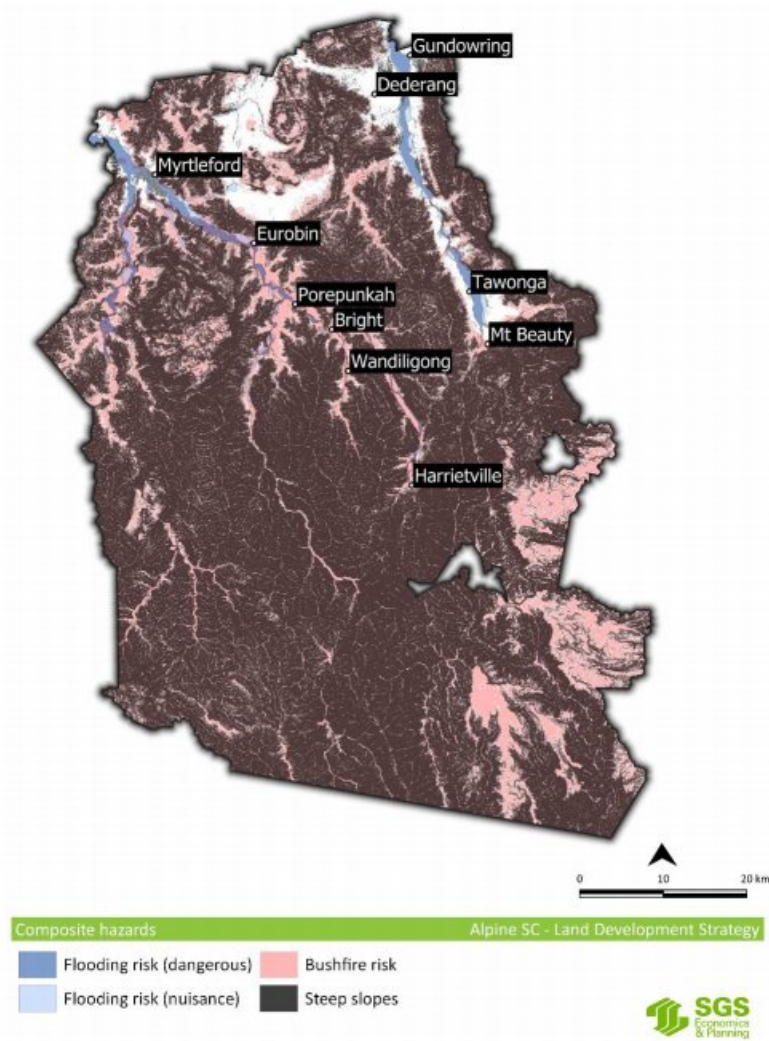 Gundowring
Dederang
Myrtleford
Eurobin
Tawonga
Porepunkah
Bright
Mt Beauty
Wandiligong
Harrietville
0 10 20 km
Composite hazards Alpine SC - Land Development Strategy
Flooding risk (dangerous) Bushfire risk
Flooding risk (nuisance) Steep slopes
SGS
Economics
& Planning